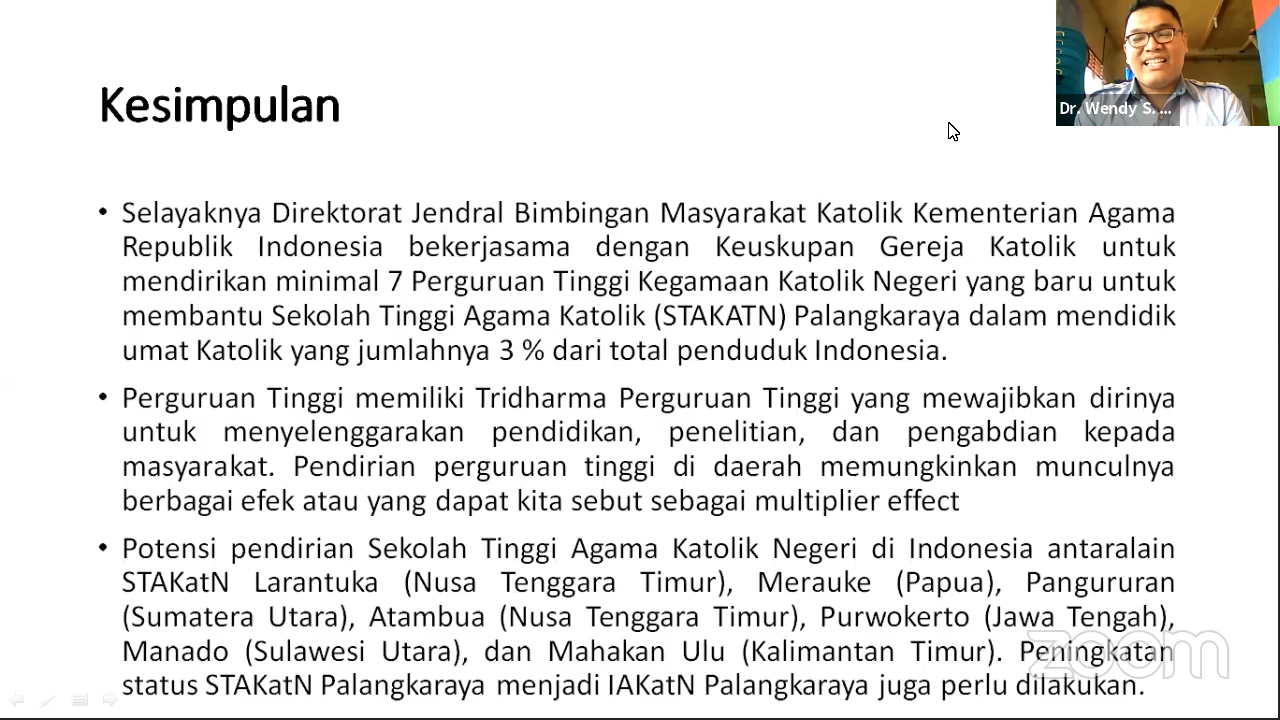 Kesimpulan
Dr. Wendy S. ...
• Selayaknya Direktorat Jendral Bimbingan Masyarakat Katolik Kementerian Agama
Republik Indonesia bekerjasama dengan Keuskupan Gereja Katolik untuk
mendirikan minimal 7 Perguruan Tinggi Kegamaan Katolik Negeri yang baru untuk
membantu Sekolah Tinggi Agama Katolik (STAKATN) Palangkaraya dalam mendidik
umat Katolik yang jumlahnya 3 % dari total penduduk Indonesia.
• Perguruan Tinggi memiliki Tridharma Perguruan Tinggi yang mewajibkan dirinya
untuk menyelenggarakan pendidikan, penelitian, dan pengabdian kepada
masyarakat. Pendirian perguruan tinggi di daerah memungkinkan munculnya
berbagai efek atau yang dapat kita sebut sebagai multiplier effect
• Potensi pendirian Sekolah Tinggi Agama Katolik Negeri di Indonesia antaralain
STAKatN Larantuka (Nusa Tenggara Timur), Merauke (Papua), Pangururan
(Sumatera Utara), Atambua (Nusa Tenggara Timur), Purwokerto (Jawa Tengah),
Manado (Sulawesi Utara), dan Mahakan Ulu (Kalimantan Timur). Peningkatan
status STAKatN Palangkaraya menjadi IAKatN Palangkaraya juga perlu dilakukan.
zoom